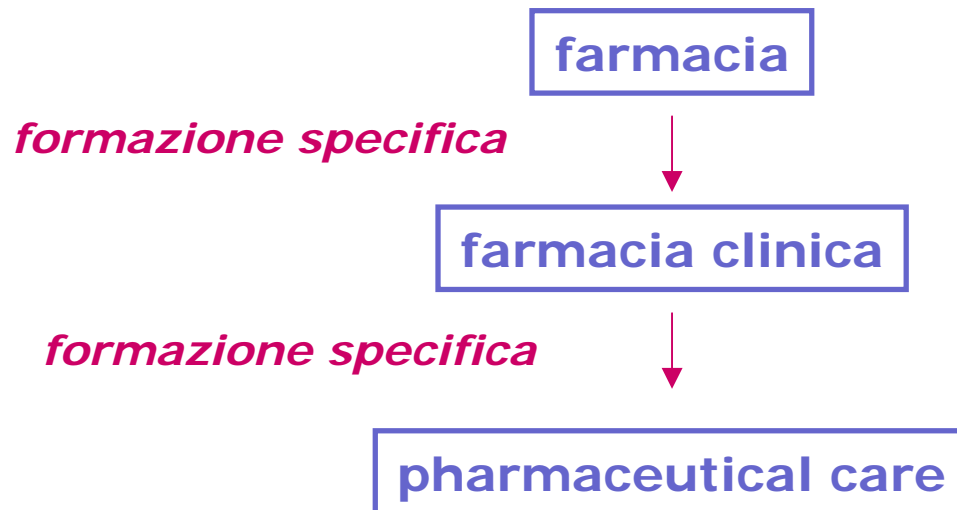 farmacia
formazione specifica
farmacia clinica
formazione specifica
pharmaceutical care